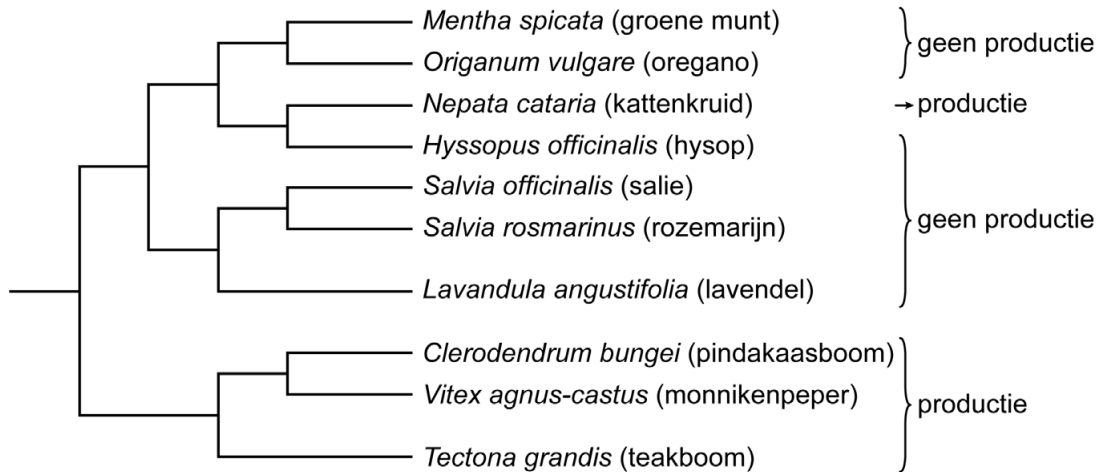 Mentha spicata (groene munt)
Origanum vulgare (oregano)
geen productie
Nepata cataria (kattenkruid)
productie
Hyssopus officinalis (hysop)
Salvia officinalis (salie)
Salvia rosmarinus (rozemarijn)
geen productie
Lavandula angustifolia (lavendel)
Clerodendrum bungei (pindakaasboom)
Vitex agnus-castus (monnikenpeper)
productie
Tectona grandis (teakboom)